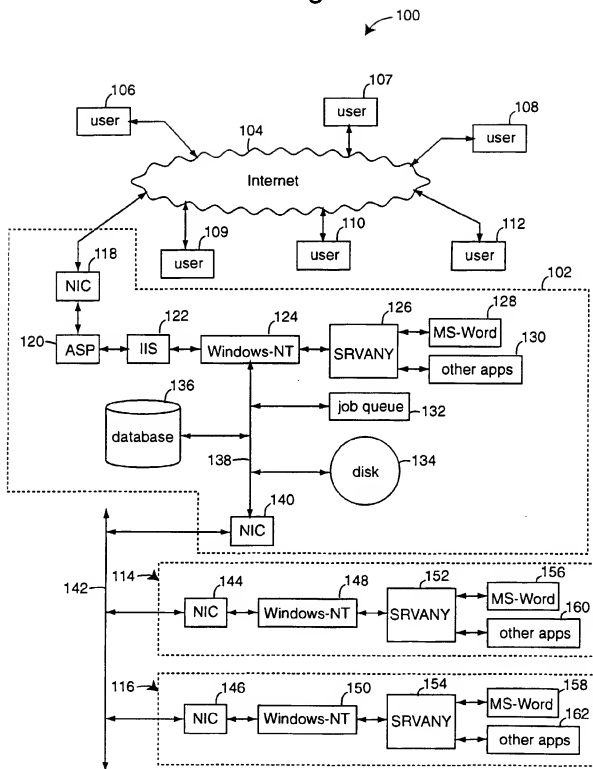 100
106
107
108
user
user
user
104
Internet
109
110
112
user
user
user
118
102
NIC
122
124
126
128
120
ASP
IIS
Windows-NT
SRVANY
MS-Word
130
other apps
136
database
job queue
132
138
disk
134
140
NIC
142
114
144
148
152
156
NIC
Windows-NT
SRVANY
MS-Word
160
other apps
116
146
150
154
158
NIC
Windows-NT
SRVANY
MS-Word
162
other apps